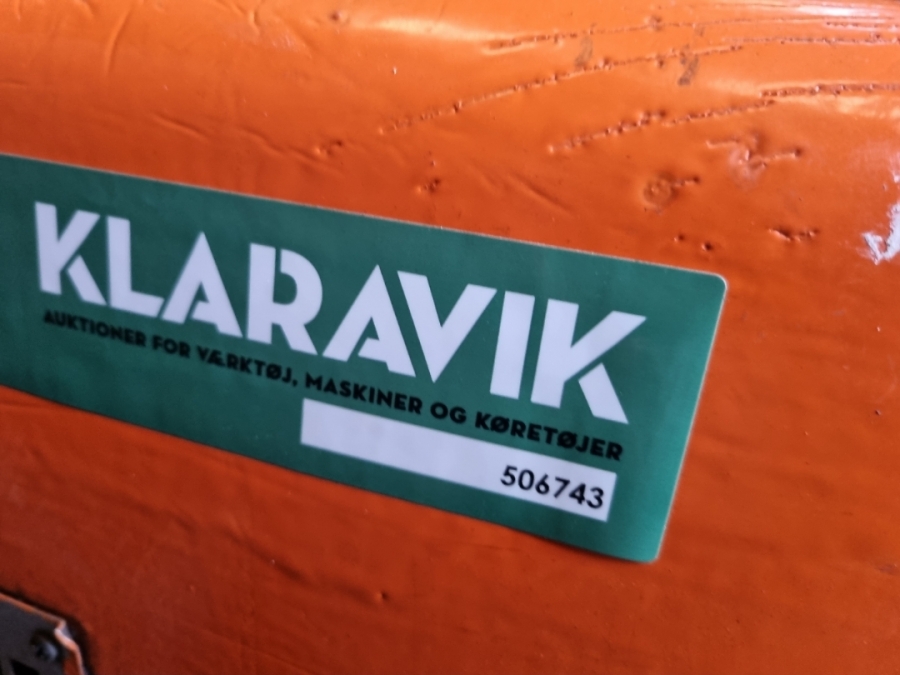 KLARAVIK
AUKTIONER FOR VÆRKTØJ, MASKINER OG KØRETØJER
506743